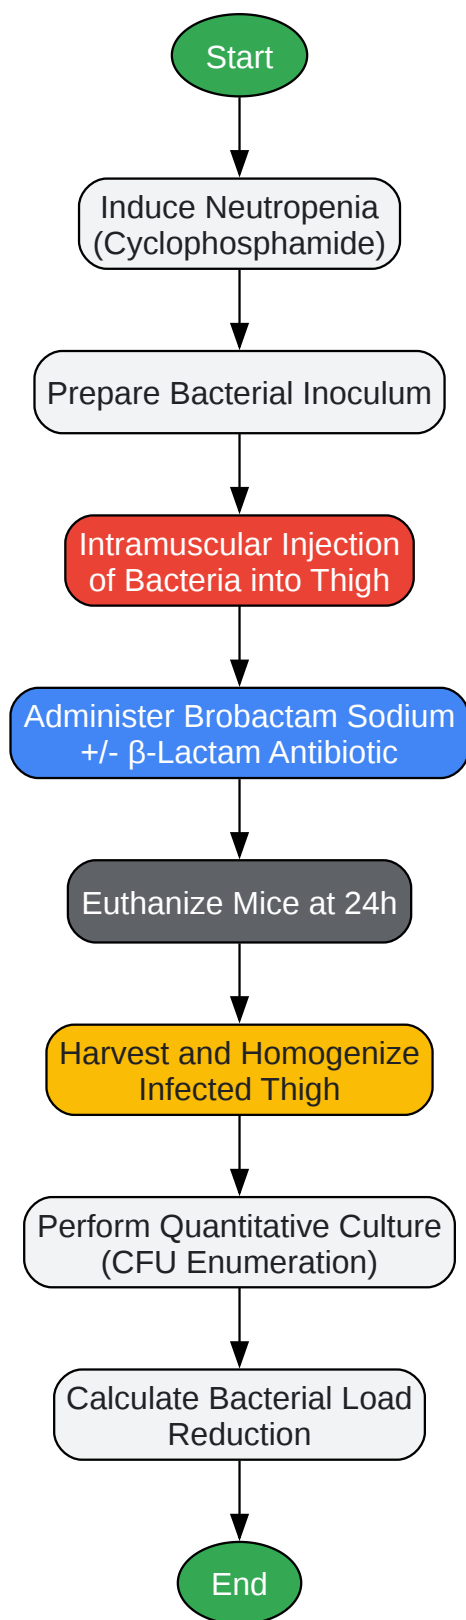 Start
Induce Neutropenia
(Cyclophosphamide)
Prepare Bacterial Inoculum
Intramuscular Injection
of Bacteria into Thigh
Administer Brobactam Sodium
+/- β-Lactam Antibiotic
Euthanize Mice at 24h
Harvest and Homogenize
Infected Thigh
Perform Quantitative Culture
(CFU Enumeration)
Calculate Bacterial Load
Reduction
End